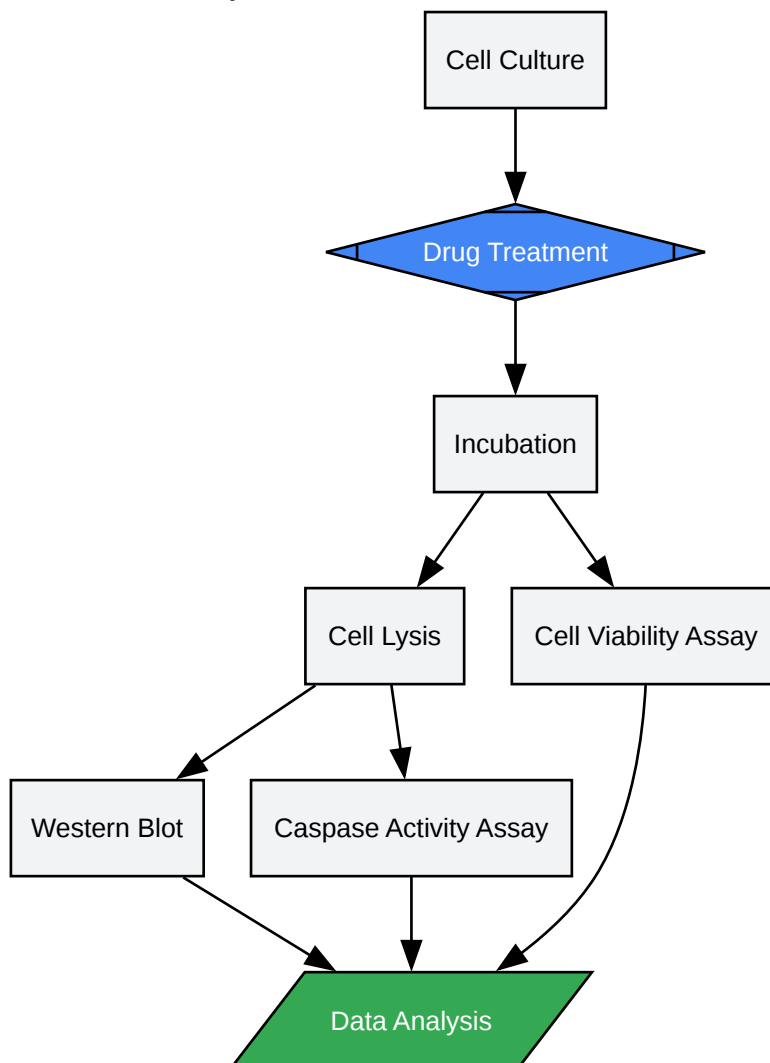 Cell Culture
Drug Treatment
Incubation
Cell Lysis
Cell Viability Assay
Western Blot
Caspase Activity Assay
Data Analysis